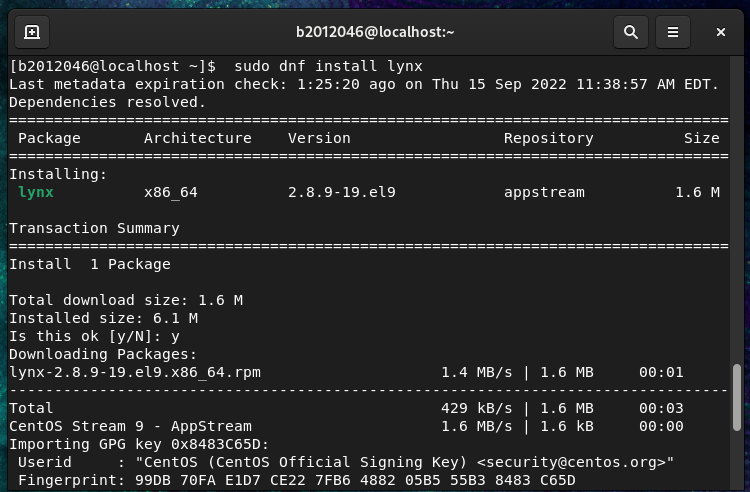 b2012046@localhost:~
[b2012046@localhost ~]$  sudo dnf install lynx
Last metadata expiration check: 1:25:20 ago on Thu 15 Sep 2022 11:38:57 AM EDT.
Dependencies resolved.
================================================================================
 Package       Architecture    Version                 Repository          Size
================================================================================
Installing:
 lynx          x86_64          2.8.9-19.el9            appstream          1.6 M

Transaction Summary
================================================================================
Install  1 Package

Total download size: 1.6 M
Installed size: 6.1 M
Is this ok [y/N]: y
Downloading Packages:
lynx-2.8.9-19.el9.x86_64.rpm                    1.4 MB/s | 1.6 MB     00:01
--------------------------------------------------------------------------------
Total                                           429 kB/s | 1.6 MB     00:03
CentOS Stream 9 - AppStream                     1.6 MB/s | 1.6 kB     00:00
Importing GPG key 0x8483C65D:
 Userid     : "CentOS (CentOS Official Signing Key) <security@centos.org>"
 Fingerprint: 99DB 70FA E1D7 CE22 7FB6 4882 05B5 55B3 8483 C65D